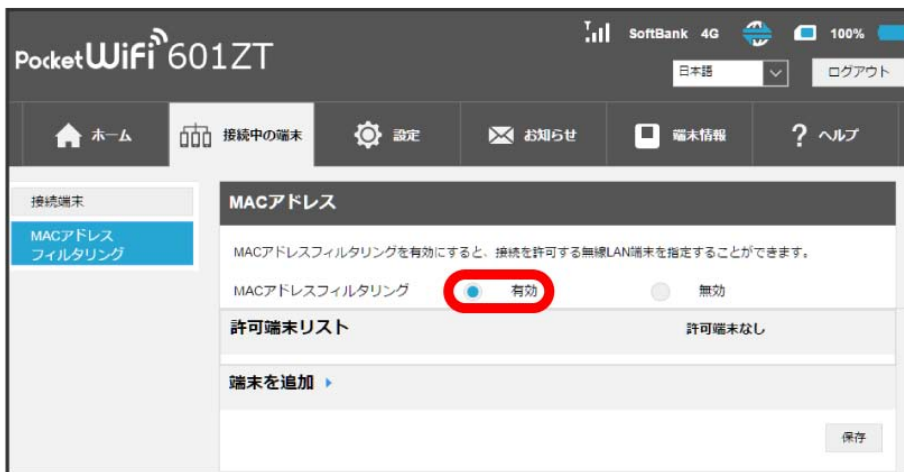 SoftBank 4G 100%
Pocket WiFi 601ZT
日本語 ログアウト
ホーム 接続中の端末 設定 お知らせ 端末情報 ? ヘルプ
接続端末
MACアドレス
フィルタリング
MACアドレス
MACアドレスフィルタリングを有効にすると、接続を許可する無線LAN端末を指定することができます。
MACアドレスフィルタリング 有効 無効
許可端末リスト 許可端末なし
端末を追加
保存